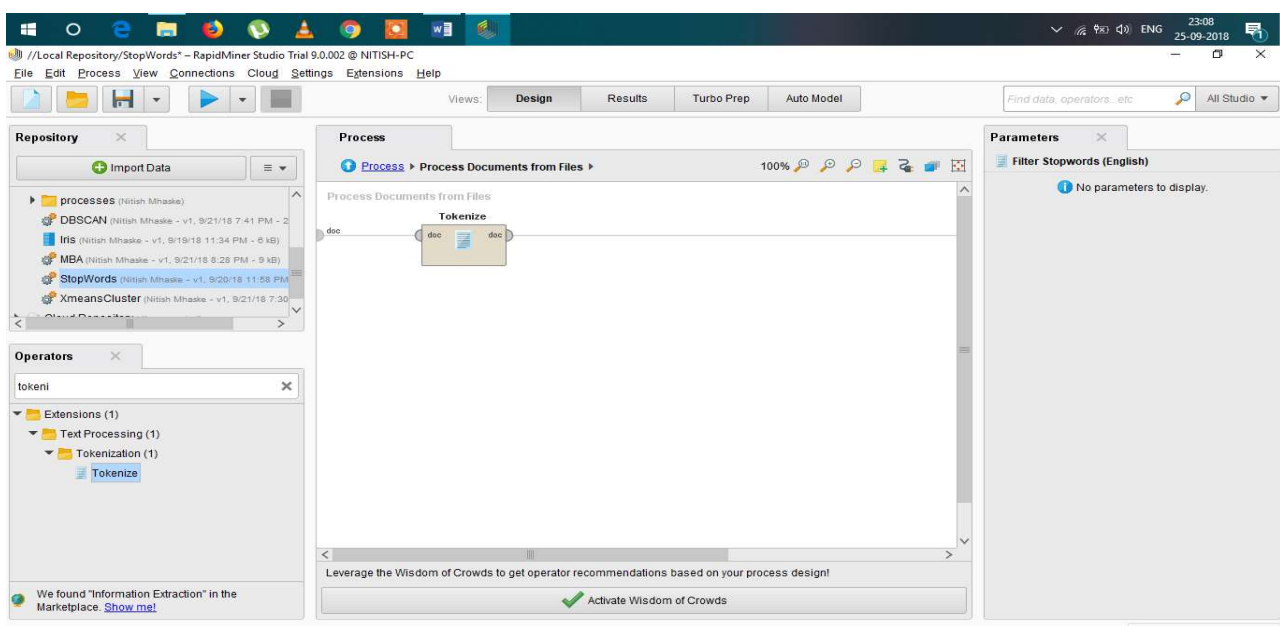 23:08
ENG
25-09-2018
//Local Repository/StopWords* – RapidMiner Studio Trial 9.0.002 @ NITISH-PC
File Edit Process View Connections Cloud Settings Extensions Help
Views: Design Results Turbo Prep Auto Model
Find data, operators...etc
All Studio
Repository
Import Data
processes (Nitish Mhaske)
DBSCAN (Nitish Mhaske - v1, 9/21/18 7:41 PM - 2
Iris (Nitish Mhaske - v1, 9/19/18 11:34 PM - 6 kB)
MBA (Nitish Mhaske - v1, 9/21/18 8:28 PM - 9 kB)
StopWords (Nitish Mhaske - v1, 9/20/18 11:58 PM
XmeansCluster (Nitish Mhaske - v1, 9/21/18 7:30
Operators
tokeni
Extensions (1)
Text Processing (1)
Tokenization (1)
Tokenize
We found "Information Extraction" in the
Marketplace. Show me!
Process
Process Process Documents from Files
100%
Process Documents from Files
Tokenize
doc
doc doc
Leverage the Wisdom of Crowds to get operator recommendations based on your process design!
Activate Wisdom of Crowds
Parameters
Filter Stopwords (English)
No parameters to display.